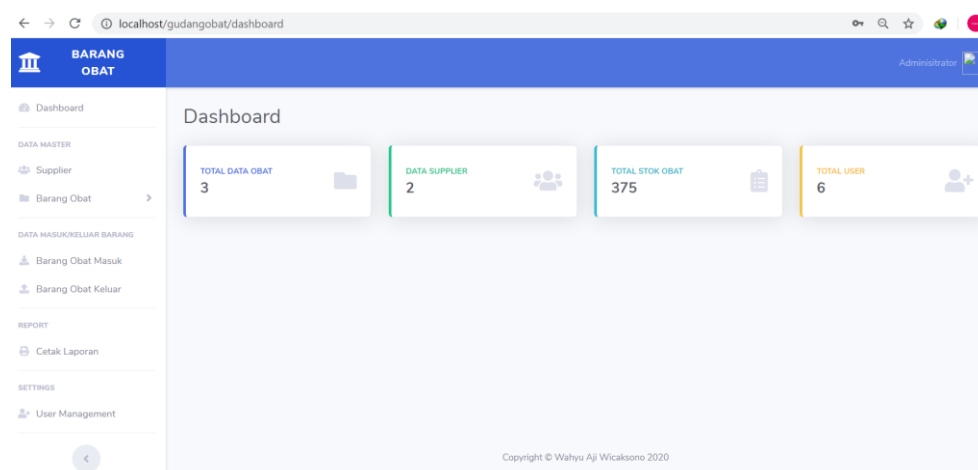 localhost/gudangobat/dashboard
BARANG
OBAT
Adminisitrator
Dashboard
DATA MASTER
Supplier
Barang Obat
DATA MASUK/KELUAR BARANG
Barang Obat Masuk
Barang Obat Keluar
REPORT
Cetak Laporan
SETTINGS
User Management
Dashboard
TOTAL DATA OBAT
3
DATA SUPPLIER
2
TOTAL STOK OBAT
375
TOTAL USER
6
Copyright © Wahyu Aji Wicaksono 2020